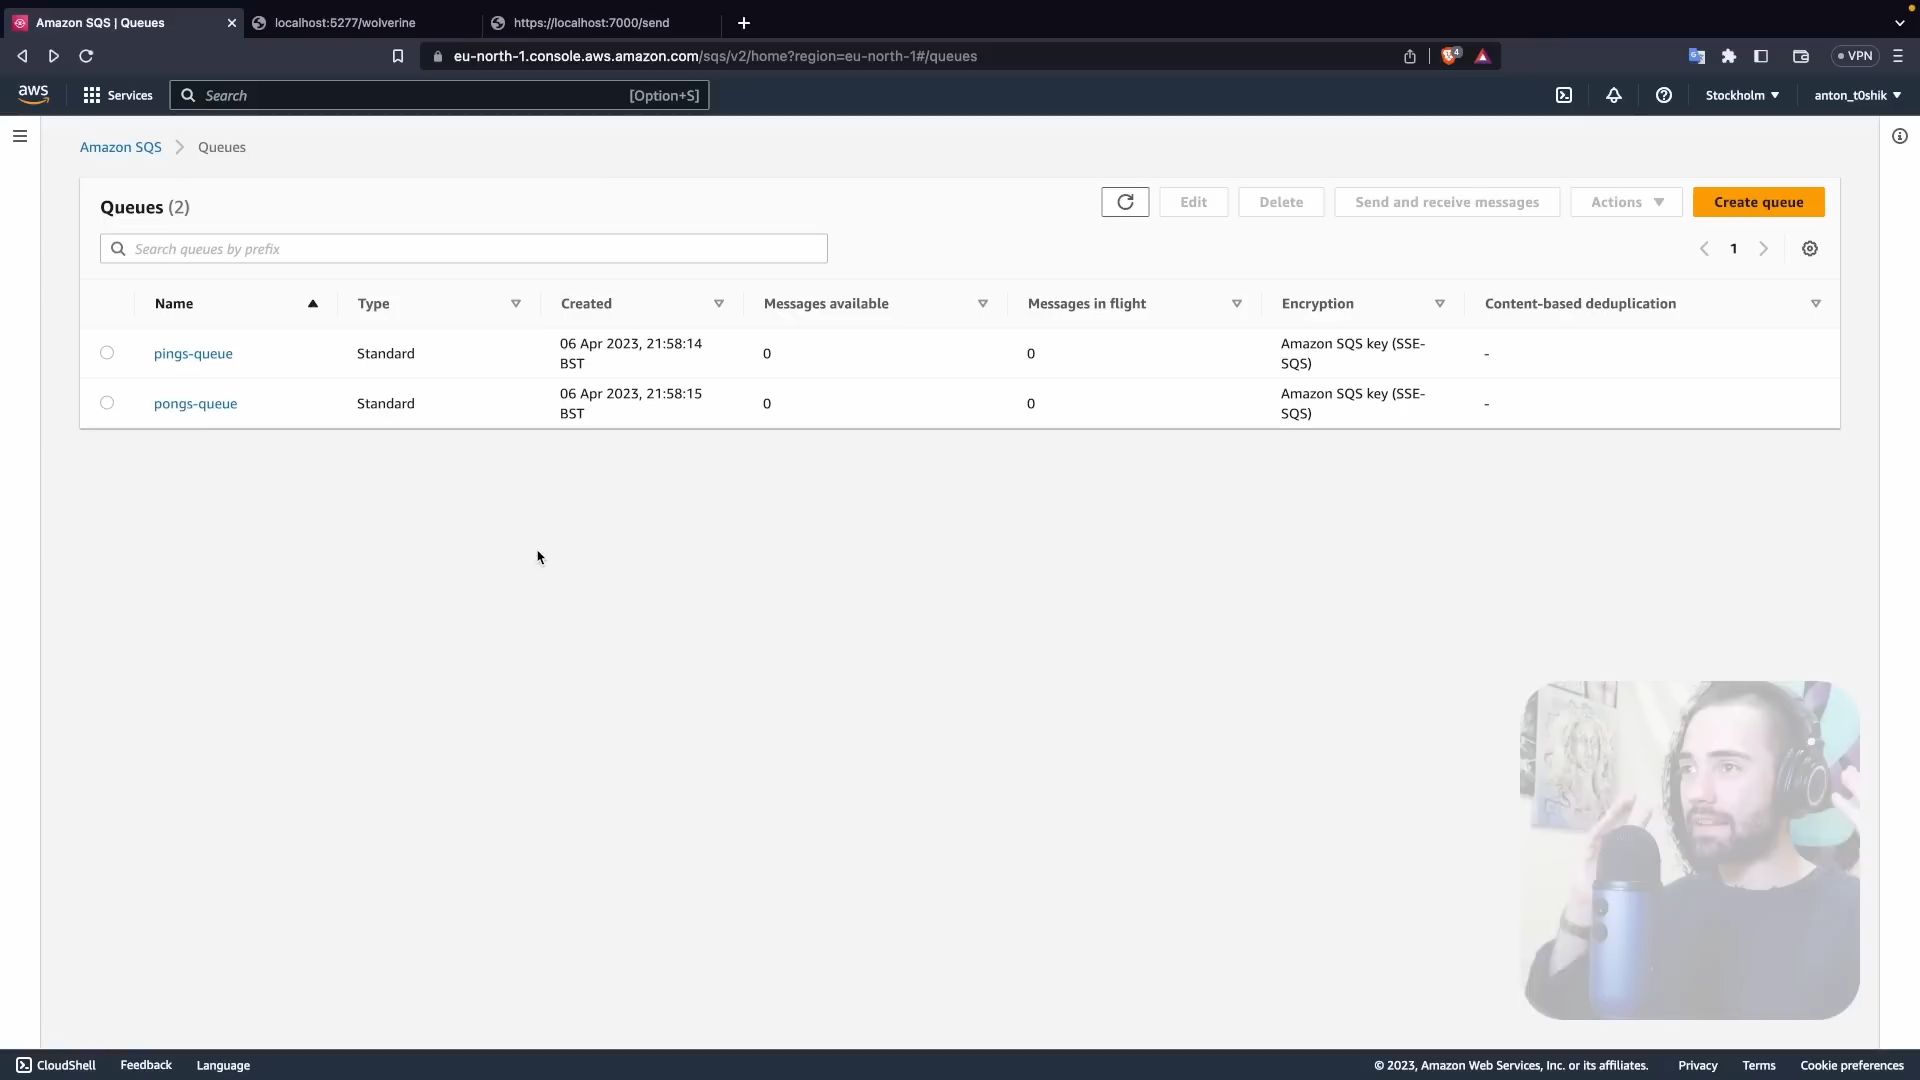 Amazon SQS | Queues
localhost:5277/wolverine
https://localhost:7000/send
eu-north-1.console.aws.amazon.com/sqs/v2/home?region=eu-north-1#/queues
4
VPN
aws
Services
Search
[Option+S]
Stockholm
anton_t0shik
Amazon SQS
Queues
Queues (2)
Edit
Delete
Send and receive messages
Actions
Create queue
Search queues by prefix
1
Name Type Created Messages available Messages in flight Encryption Content-based deduplication
pings-queue Standard 06 Apr 2023, 21:58:14 BST 0 0 Amazon SQS key (SSE-SQS) -
pongs-queue Standard 06 Apr 2023, 21:58:15 BST 0 0 Amazon SQS key (SSE-SQS) -
CloudShell Feedback Language © 2023, Amazon Web Services, Inc. or its affiliates. Privacy Terms Cookie preferences